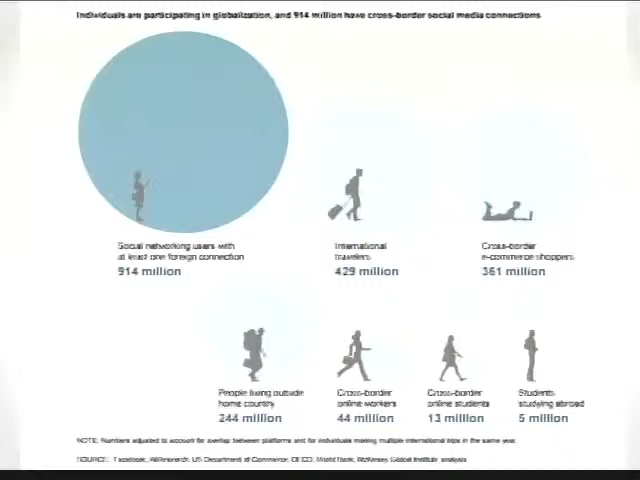 Individuals are participating in globalization, and 914 million have cross-border social media connections
Social networking users with
at least one foreign connection
914 million
International
travelers
429 million
Cross-border
e-commerce shoppers
361 million
People living outside
home country
244 million
Cross-border
online workers
44 million
Cross-border
online students
13 million
Students
studying abroad
5 million
NOTE: Numbers adjusted to account for overlap between platforms and for individuals making multiple international trips in the same year.
SOURCE: Facebook; AliResearch; US Department of Commerce; OECD; World Bank; McKinsey Global Institute analysis